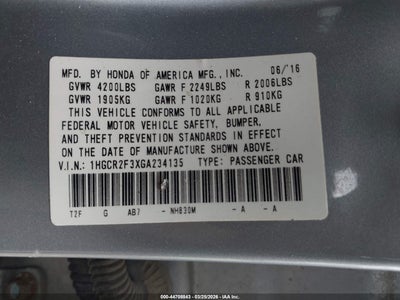 MFD. BY HONDA OF AMERICA MFG., INC. 06/16
GVWR 4200LBS GAWR F 2249LBS R 2006LBS
GVWR 1905KG GAWR F 1020KG R 910KG
THIS VEHICLE CONFORMS TO ALL APPLICABLE
FEDERAL MOTOR VEHICLE SAFETY, BUMPER,
AND THEFT PREVENTION STANDARDS IN EFFECT
ON THE DATE OF MANUFACTURE SHOWN ABOVE.
V.I.N.: 1HGCR2F3XGA234135 TYPE: PASSENGER CAR
T2F G AB7 - NH830M - A - A
000-44708843 03/29/2026 - IAA Inc.